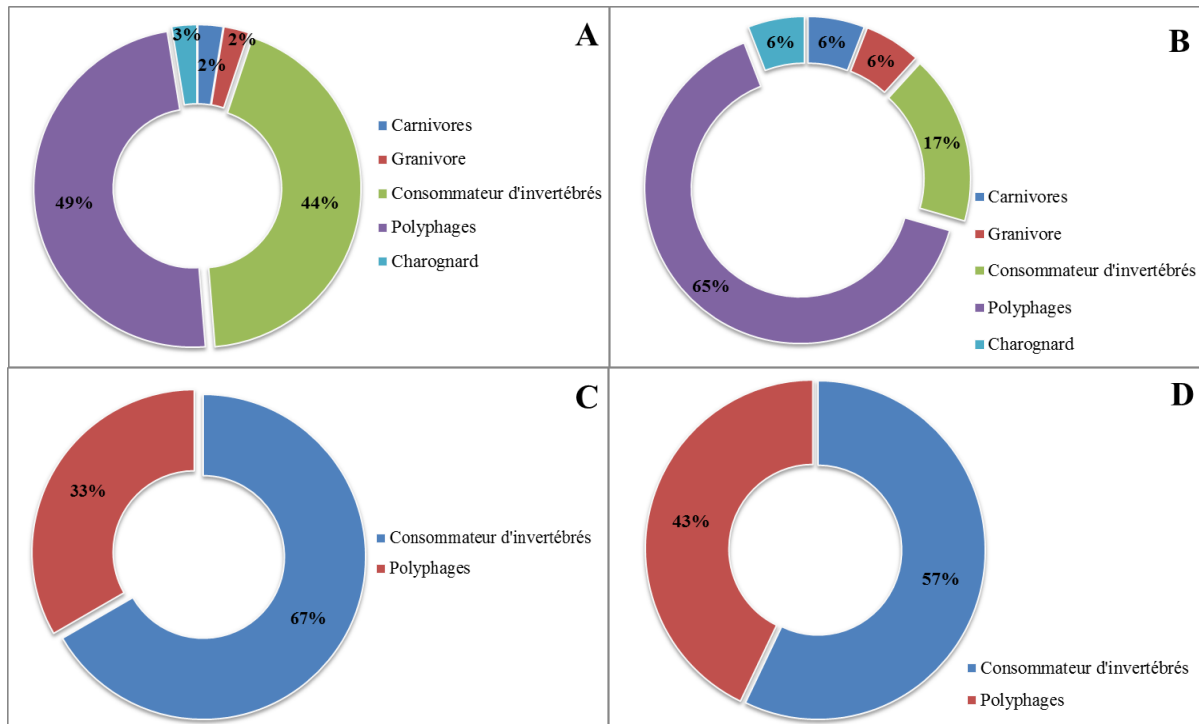 A
3%
2%
2%
49%
44%
Carnivores
Granivore
Consommateur d'invertébrés
Polyphages
Charognard
B
6%
6%
6%
17%
65%
Carnivores
Granivore
Consommateur d'invertébrés
Polyphages
Charognard
C
33%
67%
Consommateur d'invertébrés
Polyphages
D
43%
57%
Consommateur d'invertébrés
Polyphages